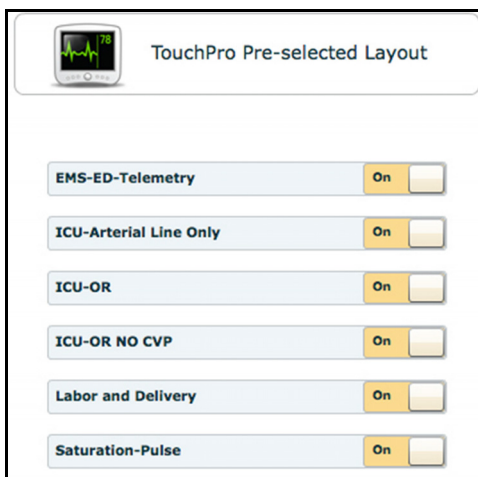 78
TouchPro Pre-selected Layout
EMS-ED-Telemetry On
ICU-Arterial Line Only On
ICU-OR On
ICU-OR NO CVP On
Labor and Delivery On
Saturation-Pulse On